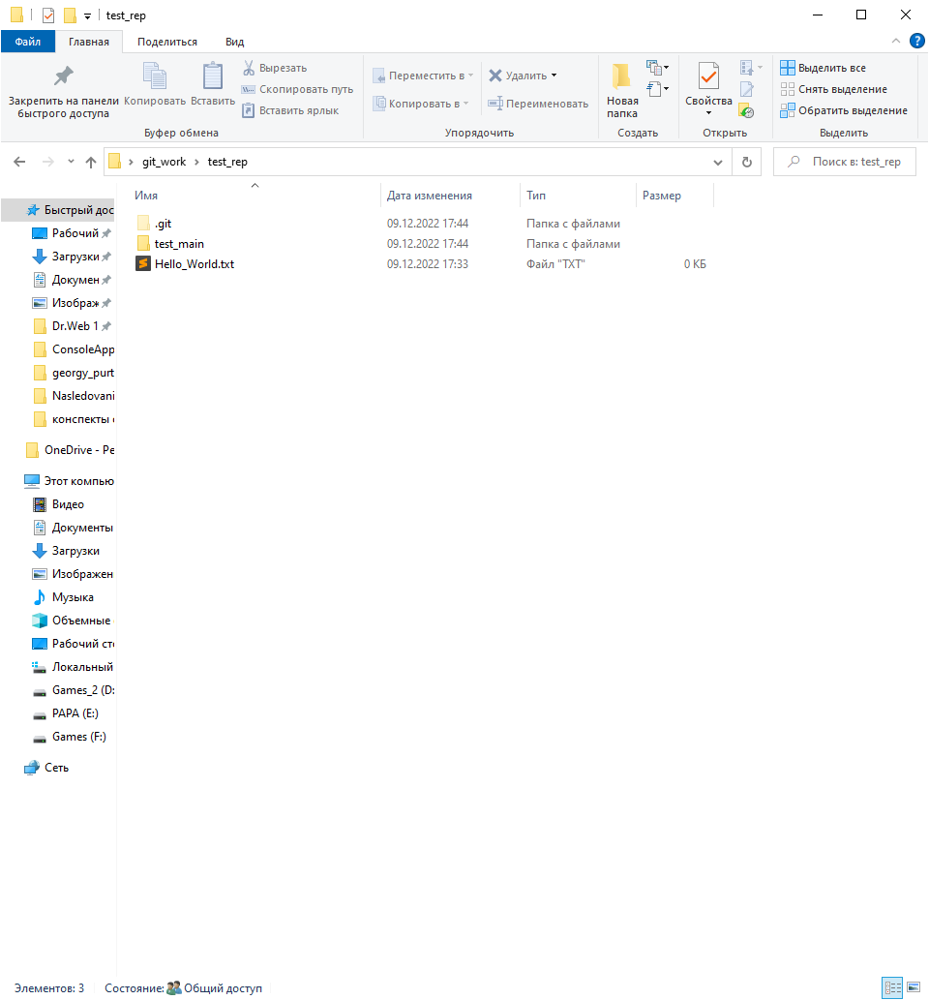 test_rep
Файл Главная Поделиться Вид
Закрепить на панели быстрого доступа
Копировать
Вставить
Вырезать
Скопировать путь
Вставить ярлык
Буфер обмена
Переместить в
Копировать в
Удалить
Переименовать
Упорядочить
Новая папка
Создать
Свойства
Открыть
Выделить все
Снять выделение
Обратить выделение
Выделить
git_work test_rep
Поиск в: test_rep
Имя Дата изменения Тип Размер
.git 09.12.2022 17:44 Папка с файлами
test_main 09.12.2022 17:44 Папка с файлами
Hello_World.txt 09.12.2022 17:33 Файл "TXT" 0 КБ
Быстрый дос
Рабочий
Загрузки
Докумен
Изображ
Dr.Web 1
ConsoleApp
georgy_purt
Nasledovani
конспекты
OneDrive - Pe
Этот компью
Видео
Документы
Загрузки
Изображен
Музыка
Объемные
Рабочий сто
Локальный
Games_2 (D:
PAPA (E:)
Games (F:)
Сеть
Элементов: 3 Состояние: Общий доступ